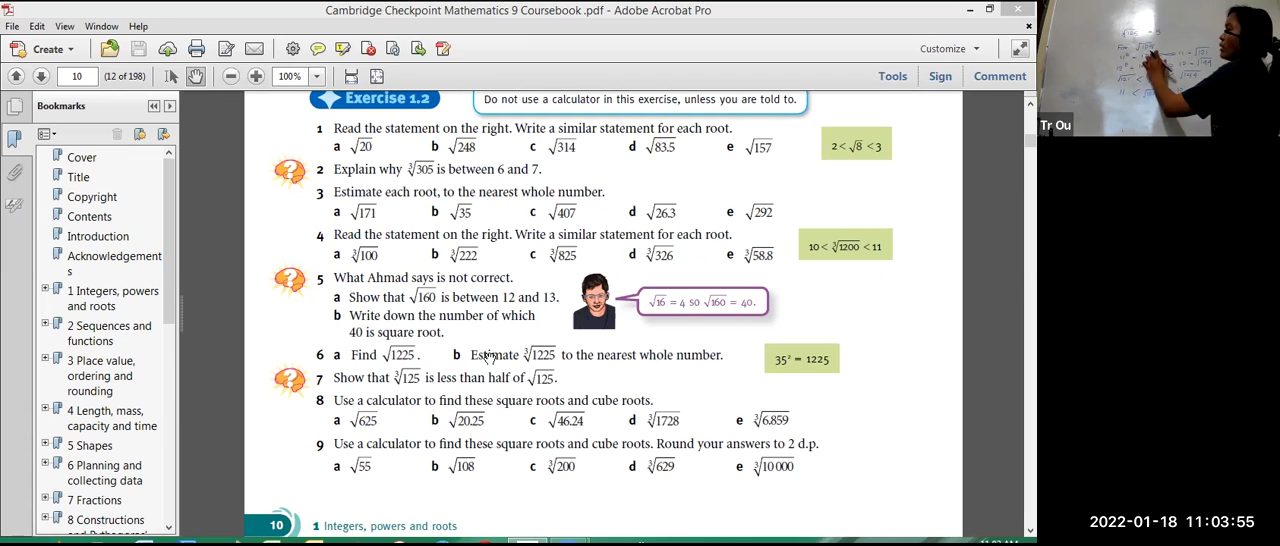 Cambridge Checkpoint Mathematics 9 Coursebook .pdf - Adobe Acrobat Pro
File Edit View Window Help
Create Customize
10 (12 of 198) 100% Tools Sign Comment
Bookmarks
Cover
Title
Copyright
Contents
Introduction
Acknowledgement
s
1 Integers, powers
and roots
2 Sequences and
functions
3 Place value,
ordering and
rounding
4 Length, mass,
capacity and time
5 Shapes
6 Planning and
collecting data
7 Fractions
8 Constructions
Exercise 1.2
Do not use a calculator in this exercise, unless you are told to.
1 Read the statement on the right. Write a similar statement for each root.
a √20 b √248 c √314 d √83.5 e √157
2 < √8 < 3
2 Explain why ∛305 is between 6 and 7.
3 Estimate each root, to the nearest whole number.
a √171 b √35 c √407 d √26.3 e √292
4 Read the statement on the right. Write a similar statement for each root.
a ∛100 b ∛222 c ∛825 d ∛326 e ∛58.8
10 < ∛1200 < 11
5 What Ahmad says is not correct.
a Show that √160 is between 12 and 13.
b Write down the number of which
40 is square root.
√16 = 4 so √160 = 40.
6 a Find √1225. b Estimate ∛1225 to the nearest whole number.
35² = 1225
7 Show that ∛125 is less than half of √125.
8 Use a calculator to find these square roots and cube roots.
a √625 b √20.25 c √46.24 d ∛1728 e ∛6.859
9 Use a calculator to find these square roots and cube roots. Round your answers to 2 d.p.
a √55 b √108 c ∛200 d ∛629 e ∛10 000
10 1 Integers, powers and roots
Tr Ou
2022-01-18 11:03:55